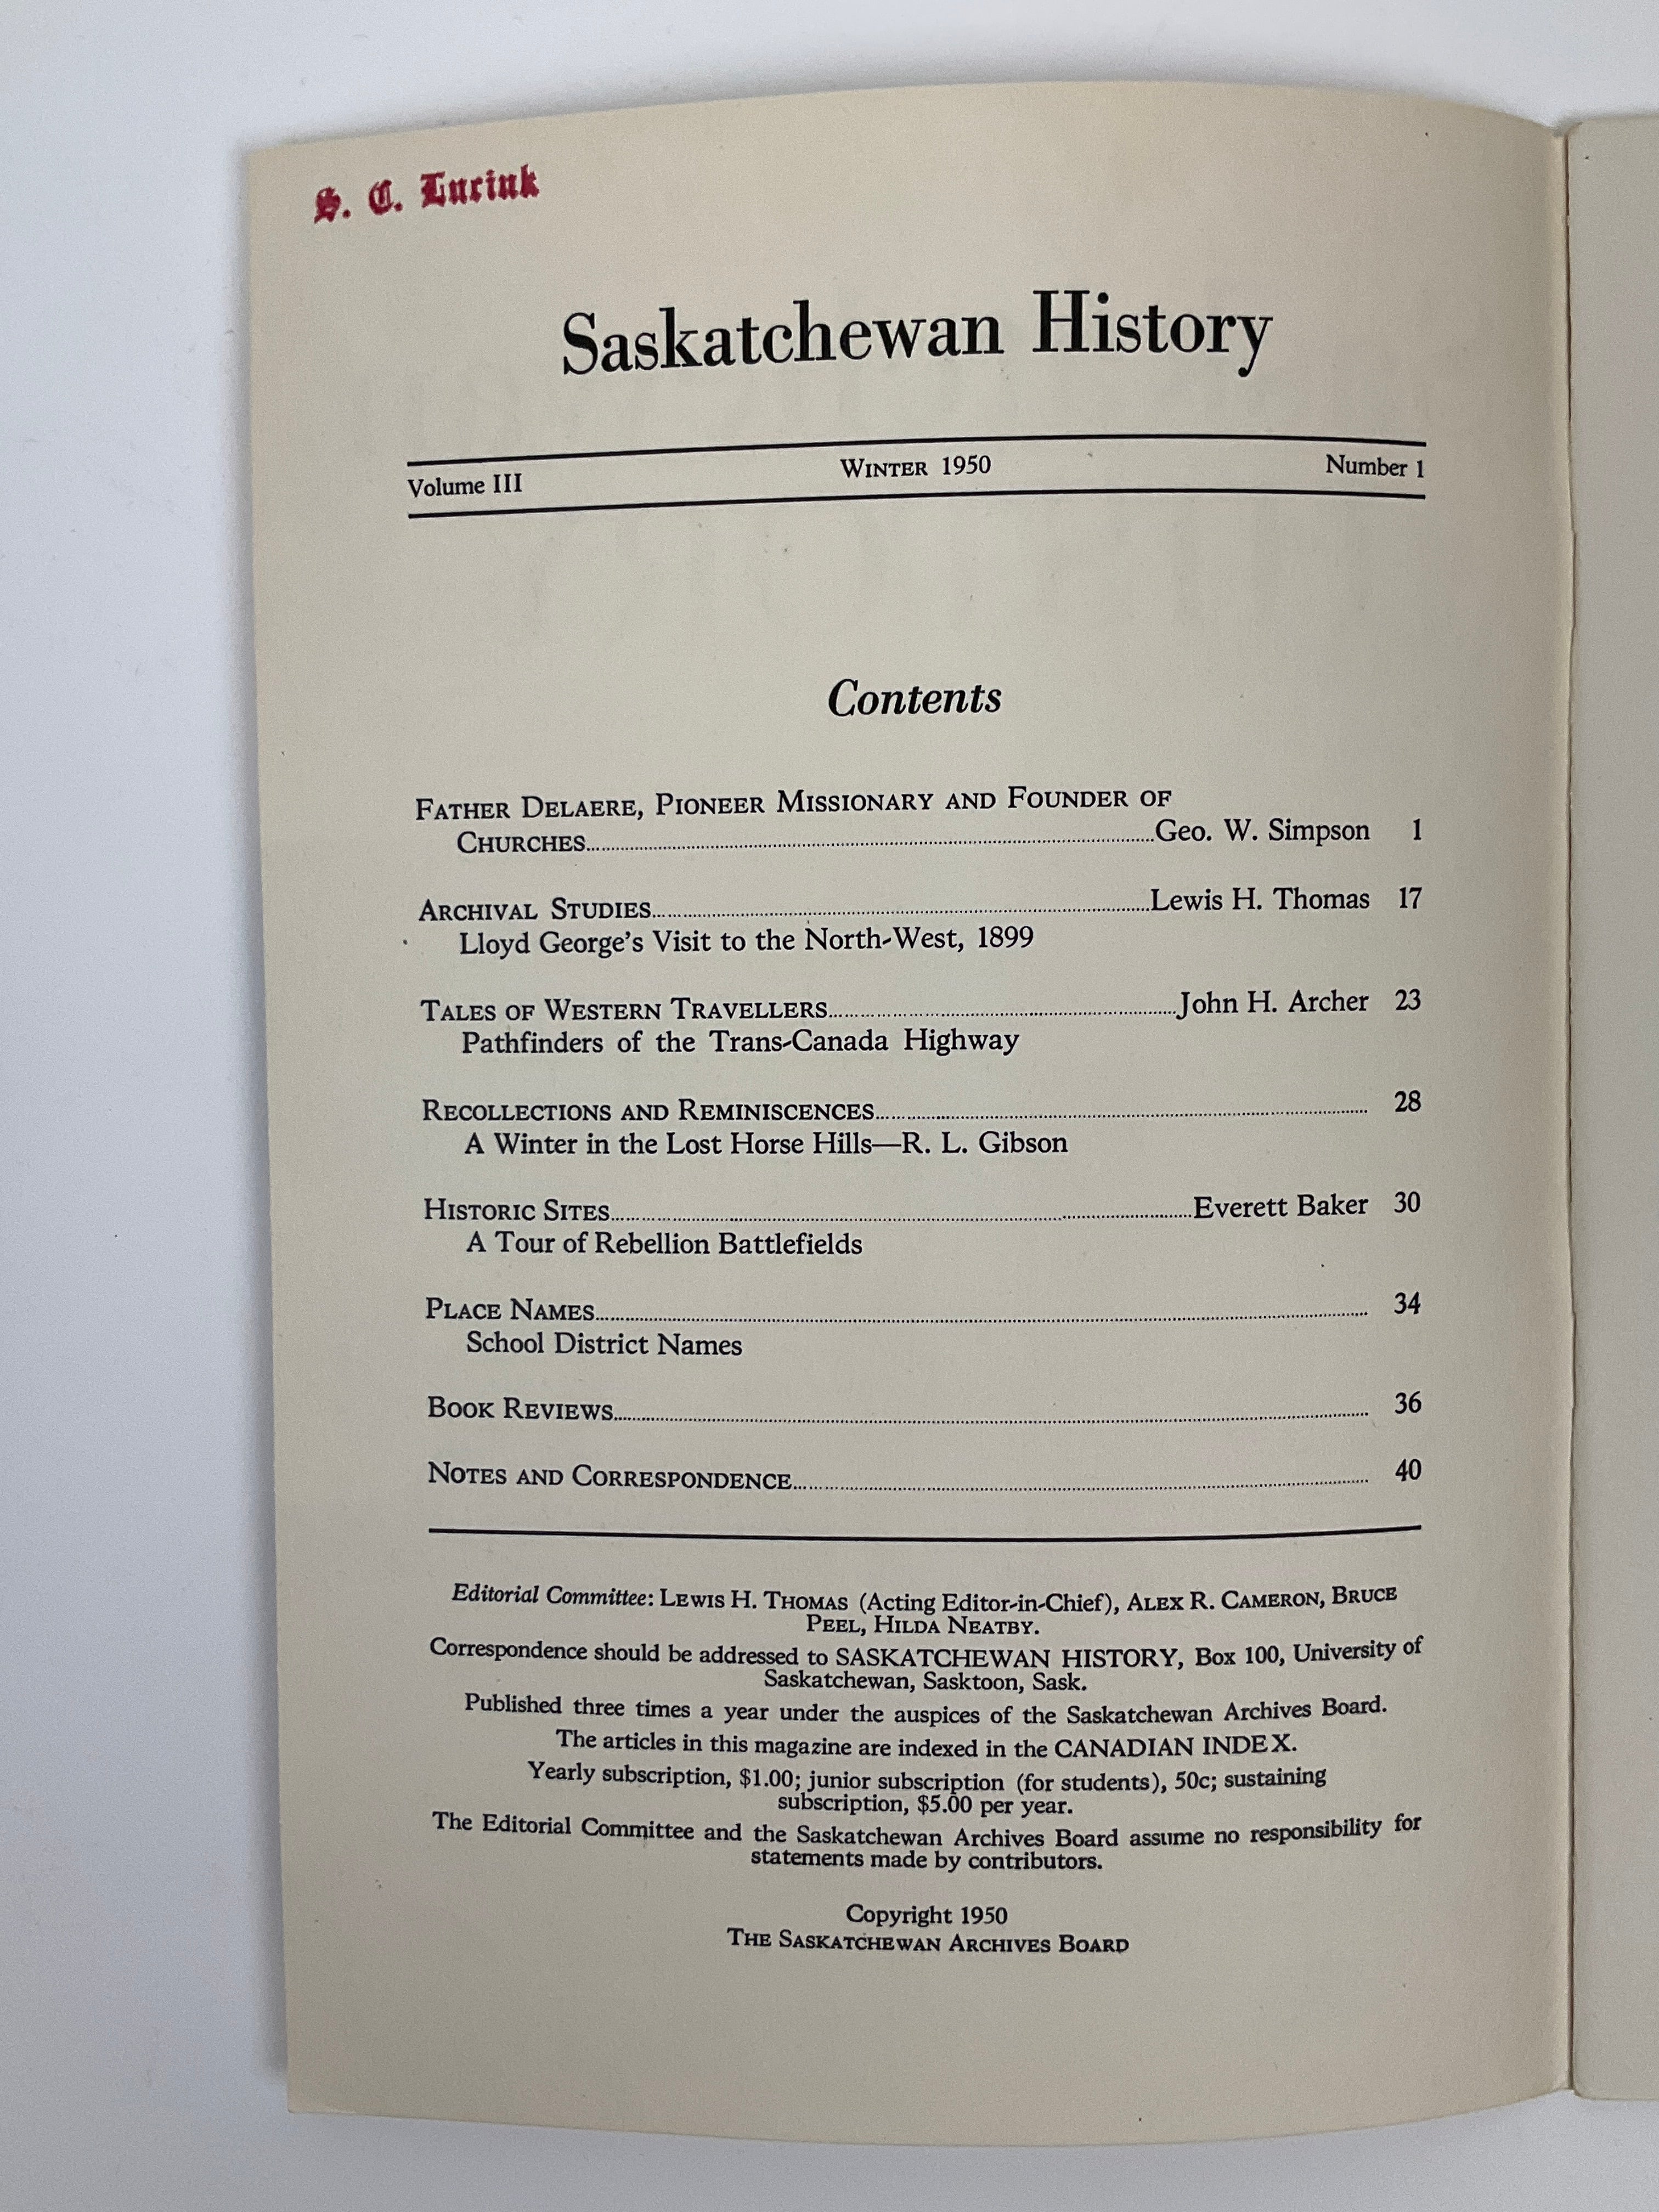 S. C. Lucink
Saskatchewan History
Volume III WINTER 1950 Number 1
Contents
FATHER DELAERE, PIONEER MISSIONARY AND FOUNDER OF
CHURCHES Geo. W. Simpson 1
ARCHIVAL STUDIES Lewis H. Thomas 17
Lloyd George's Visit to the North-West, 1899
TALES OF WESTERN TRAVELLERS John H. Archer 23
Pathfinders of the Trans-Canada Highway
RECOLLECTIONS AND REMINISCENCES 28
A Winter in the Lost Horse Hills—R. L. Gibson
HISTORIC SITES Everett Baker 30
A Tour of Rebellion Battlefields
PLACE NAMES 34
School District Names
BOOK REVIEWS 36
NOTES AND CORRESPONDENCE 40
Editorial Committee: LEWIS H. THOMAS (Acting Editor-in-Chief), ALEX R. CAMERON, BRUCE
PEEL, HILDA NEATBY.
Correspondence should be addressed to SASKATCHEWAN HISTORY, Box 100, University of
Saskatchewan, Sasktoon, Sask.
Published three times a year under the auspices of the Saskatchewan Archives Board.
The articles in this magazine are indexed in the CANADIAN INDEX.
Yearly subscription, $1.00; junior subscription (for students), 50c; sustaining
subscription, $5.00 per year.
The Editorial Committee and the Saskatchewan Archives Board assume no responsibility for
statements made by contributors.
Copyright 1950
THE SASKATCHEWAN ARCHIVES BOARD